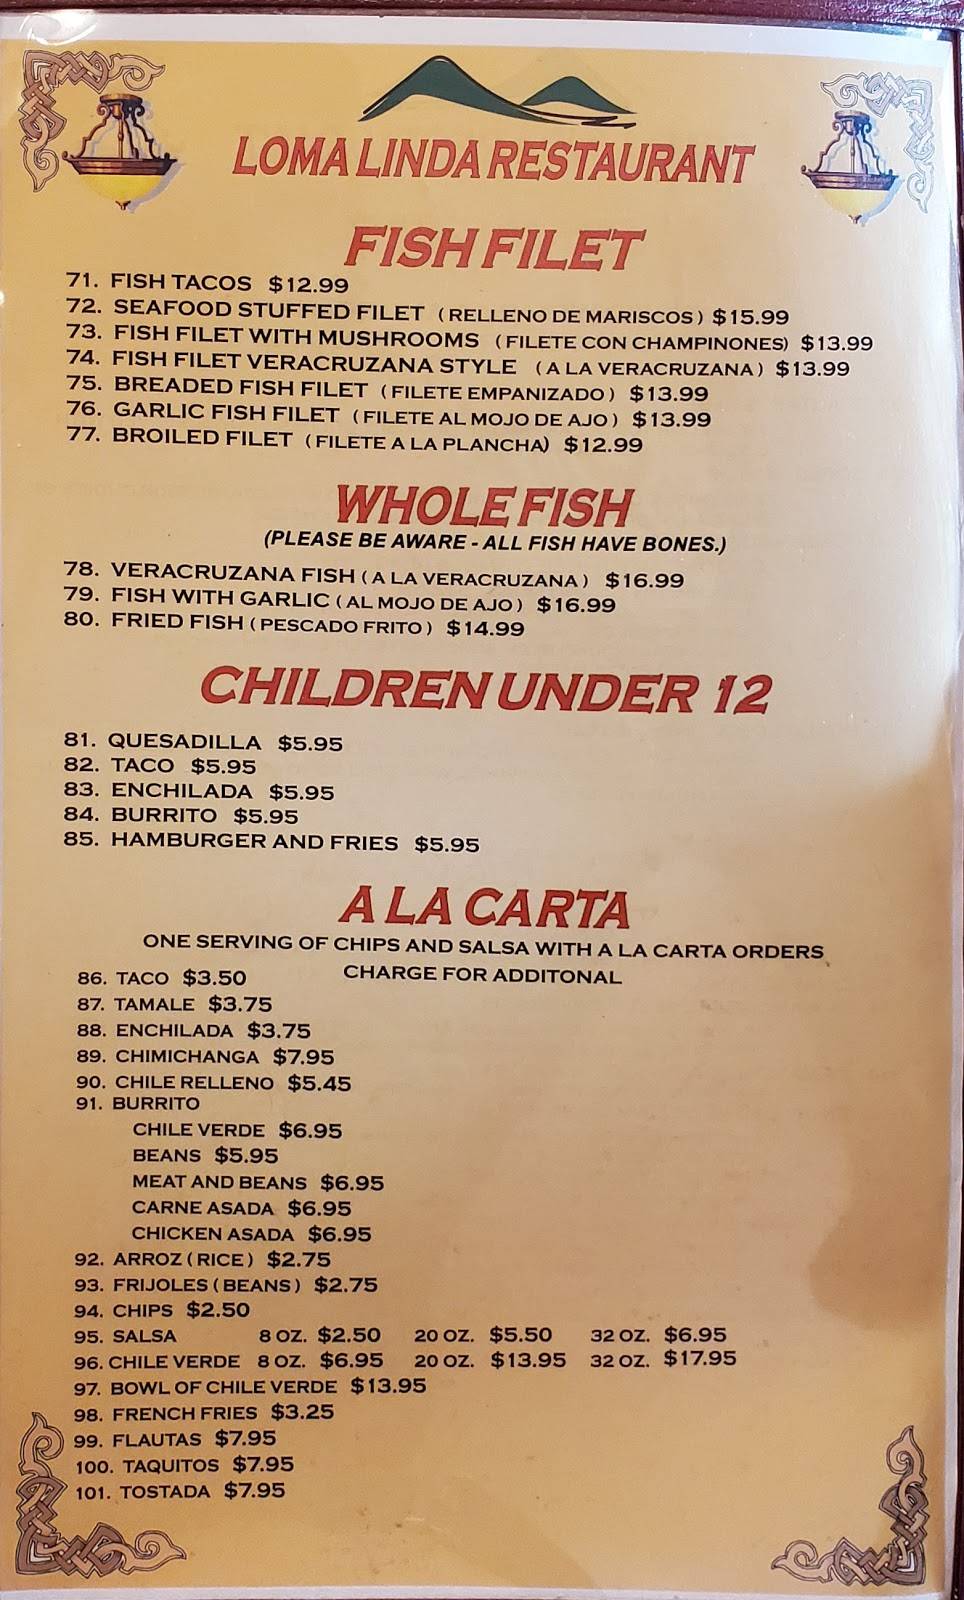 LOMA LINDA RESTAURANT
FISH FILET
71. FISH TACOS $12.99
72. SEAFOOD STUFFED FILET (RELLENO DE MARISCOS) $15.99
73. FISH FILET WITH MUSHROOMS (FILETE CON CHAMPINONES) $13.99
74. FISH FILET VERACRUZANA STYLE (A LA VERACRUZANA) $13.99
75. BREADED FISH FILET (FILETE EMPANIZADO) $13.99
76. GARLIC FISH FILET (FILETE AL MOJO DE AJO) $13.99
77. BROILED FILET (FILETE A LA PLANCHA) $12.99
WHOLE FISH
(PLEASE BE AWARE - ALL FISH HAVE BONES.)
78. VERACRUZANA FISH (A LA VERACRUZANA) $16.99
79. FISH WITH GARLIC (AL MOJO DE AJO) $16.99
80. FRIED FISH (PESCADO FRITO) $14.99
CHILDREN UNDER 12
81. QUESADILLA $5.95
82. TACO $5.95
83. ENCHILADA $5.95
84. BURRITO $5.95
85. HAMBURGER AND FRIES $5.95
A LA CARTA
ONE SERVING OF CHIPS AND SALSA WITH A LA CARTA ORDERS
CHARGE FOR ADDITONAL
86. TACO $3.50
87. TAMALE $3.75
88. ENCHILADA $3.75
89. CHIMICHANGA $7.95
90. CHILE RELLENO $5.45
91. BURRITO
CHILE VERDE $6.95
BEANS $5.95
MEAT AND BEANS $6.95
CARNE ASADA $6.95
CHICKEN ASADA $6.95
92. ARROZ (RICE) $2.75
93. FRIJOLES (BEANS) $2.75
94. CHIPS $2.50
95. SALSA 8 OZ. $2.50 20 OZ. $5.50 32 OZ. $6.95
96. CHILE VERDE 8 OZ. $6.95 20 OZ. $13.95 32 OZ. $17.95
97. BOWL OF CHILE VERDE $13.95
98. FRENCH FRIES $3.25
99. FLAUTAS $7.95
100. TAQUITOS $7.95
101. TOSTADA $7.95